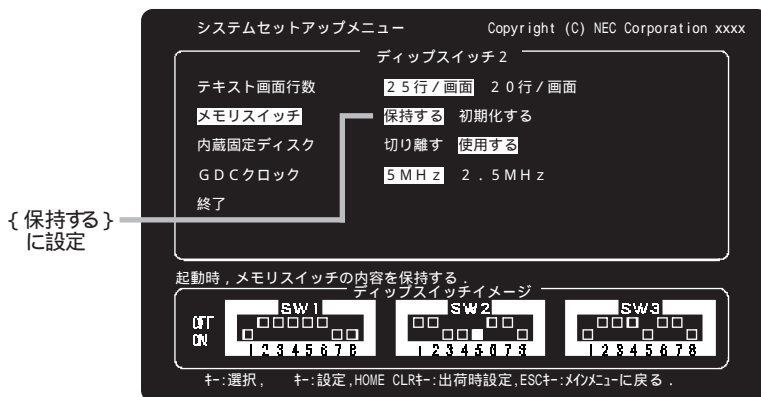 システムセットアップメニュー Copyright (C) NEC Corporation xxxx
ディップスイッチ2
テキスト画面行数 25行/画面 20行/画面
メモリスイッチ 保持する 初期化する
内蔵固定ディスク 切り離す 使用する
GDCクロック 5MHz 2.5MHz
終了
{保持する}
に設定
起動時,メモリスイッチの内容を保持する.
ディップスイッチイメージ
SW1 SW2 SW3
OFF
ON
1 2 3 4 5 6 7 8 1 2 3 4 5 6 7 8 1 2 3 4 5 6 7 8
キー:選択, キー:設定,HOME CLRキー:出荷時設定,ESCキー:メインメニューに戻る.